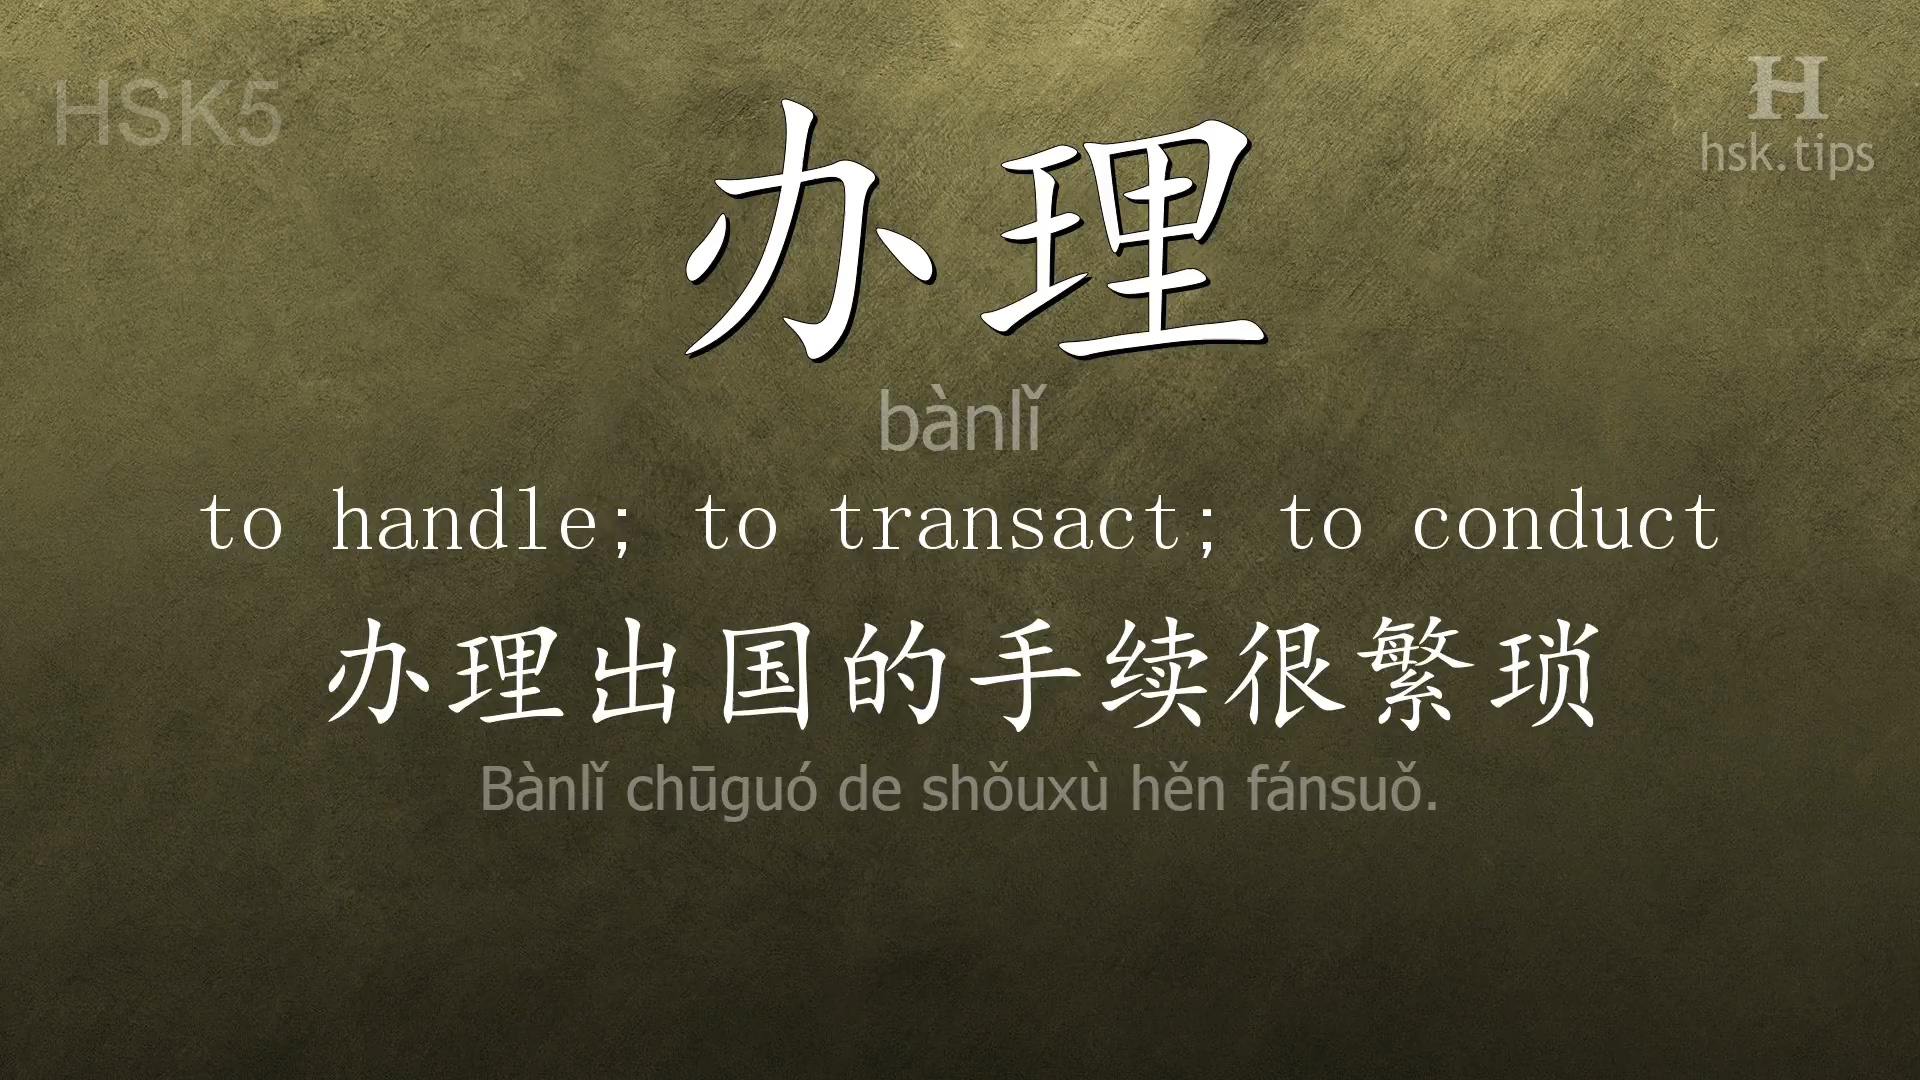 HSK5
H
hsk.tips
办理
bànlǐ
to handle; to transact; to conduct
办理出国的手续很繁琐
Bànlǐ chūguó de shǒuxù hěn fánsuǒ.